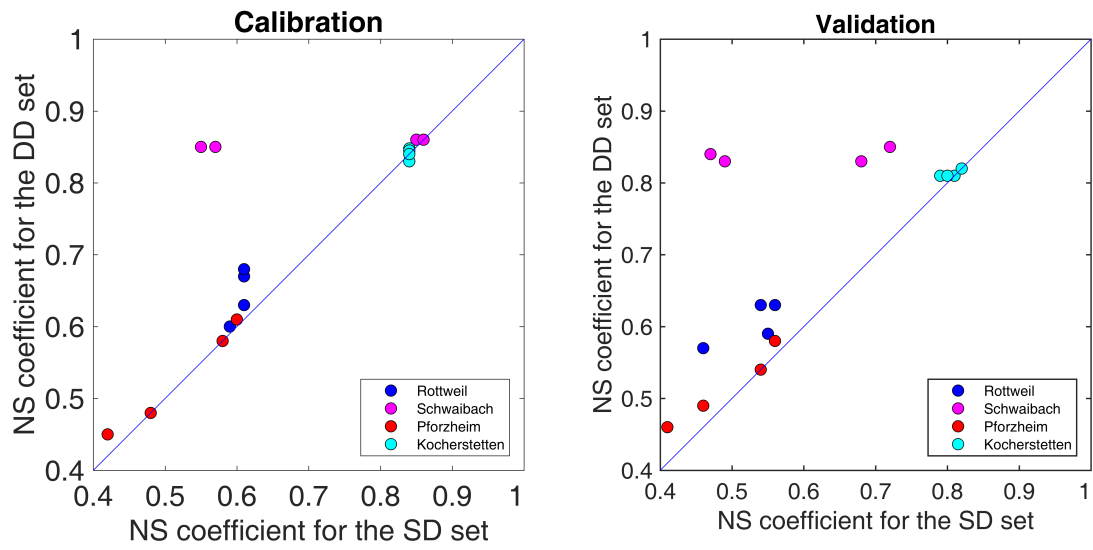 Calibration
NS coefficient for the DD set
1
0.9
0.8
0.7
0.6
0.5
0.4
0.4 0.5 0.6 0.7 0.8 0.9 1
NS coefficient for the SD set
Rottweil
Schwaibach
Pforzheim
Kocherstetten
Validation
NS coefficient for the DD set
1
0.9
0.8
0.7
0.6
0.5
0.4
0.4 0.5 0.6 0.7 0.8 0.9 1
NS coefficient for the SD set
Rottweil
Schwaibach
Pforzheim
Kocherstetten